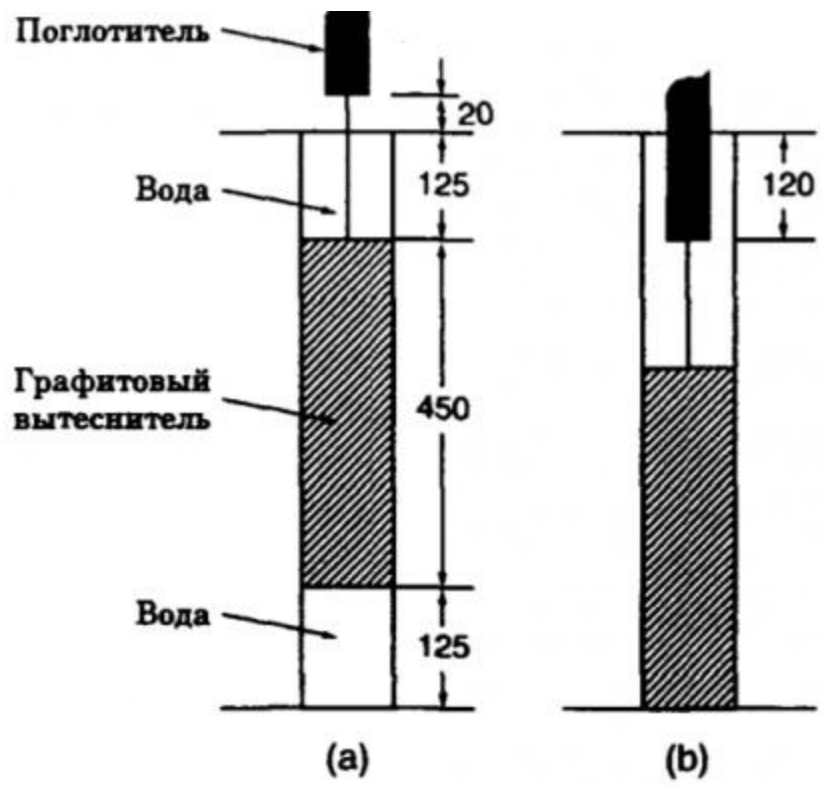 Поглотитель
20
Вода
125
120
Графитовый
вытеснитель
450
Вода
125
(a)
(b)